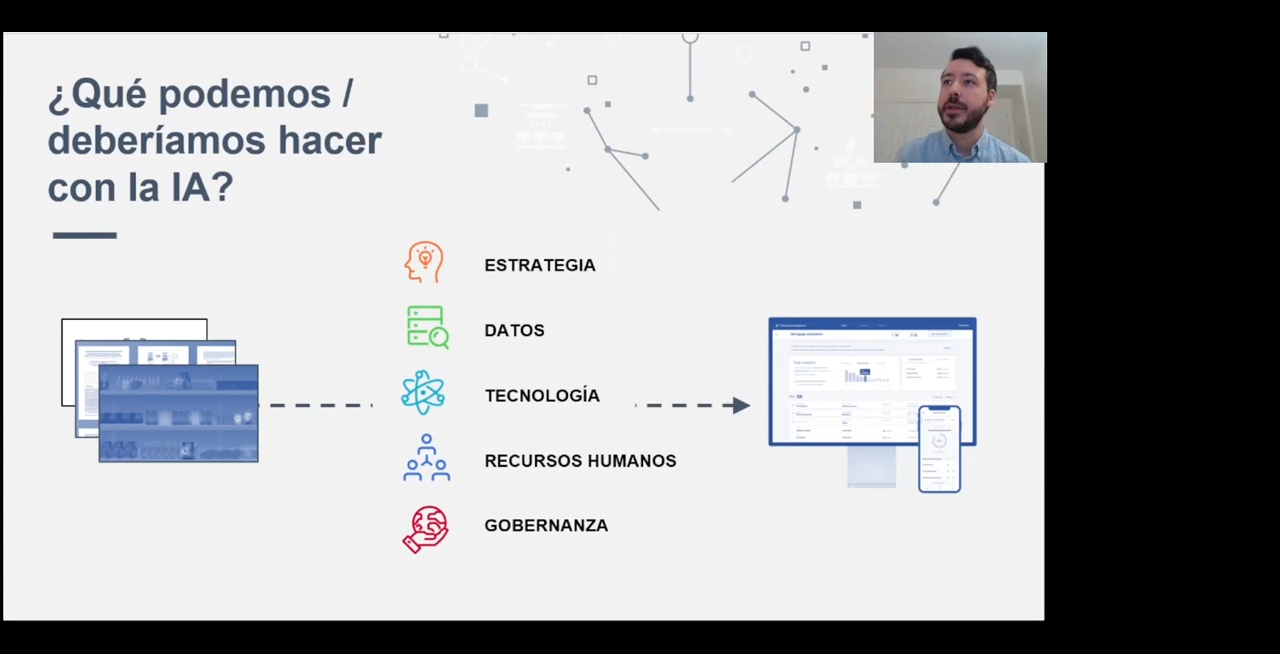 ¿Qué podemos /
deberíamos hacer
con la IA?
ESTRATEGIA
DATOS
TECNOLOGÍA
RECURSOS HUMANOS
GOBERNANZA